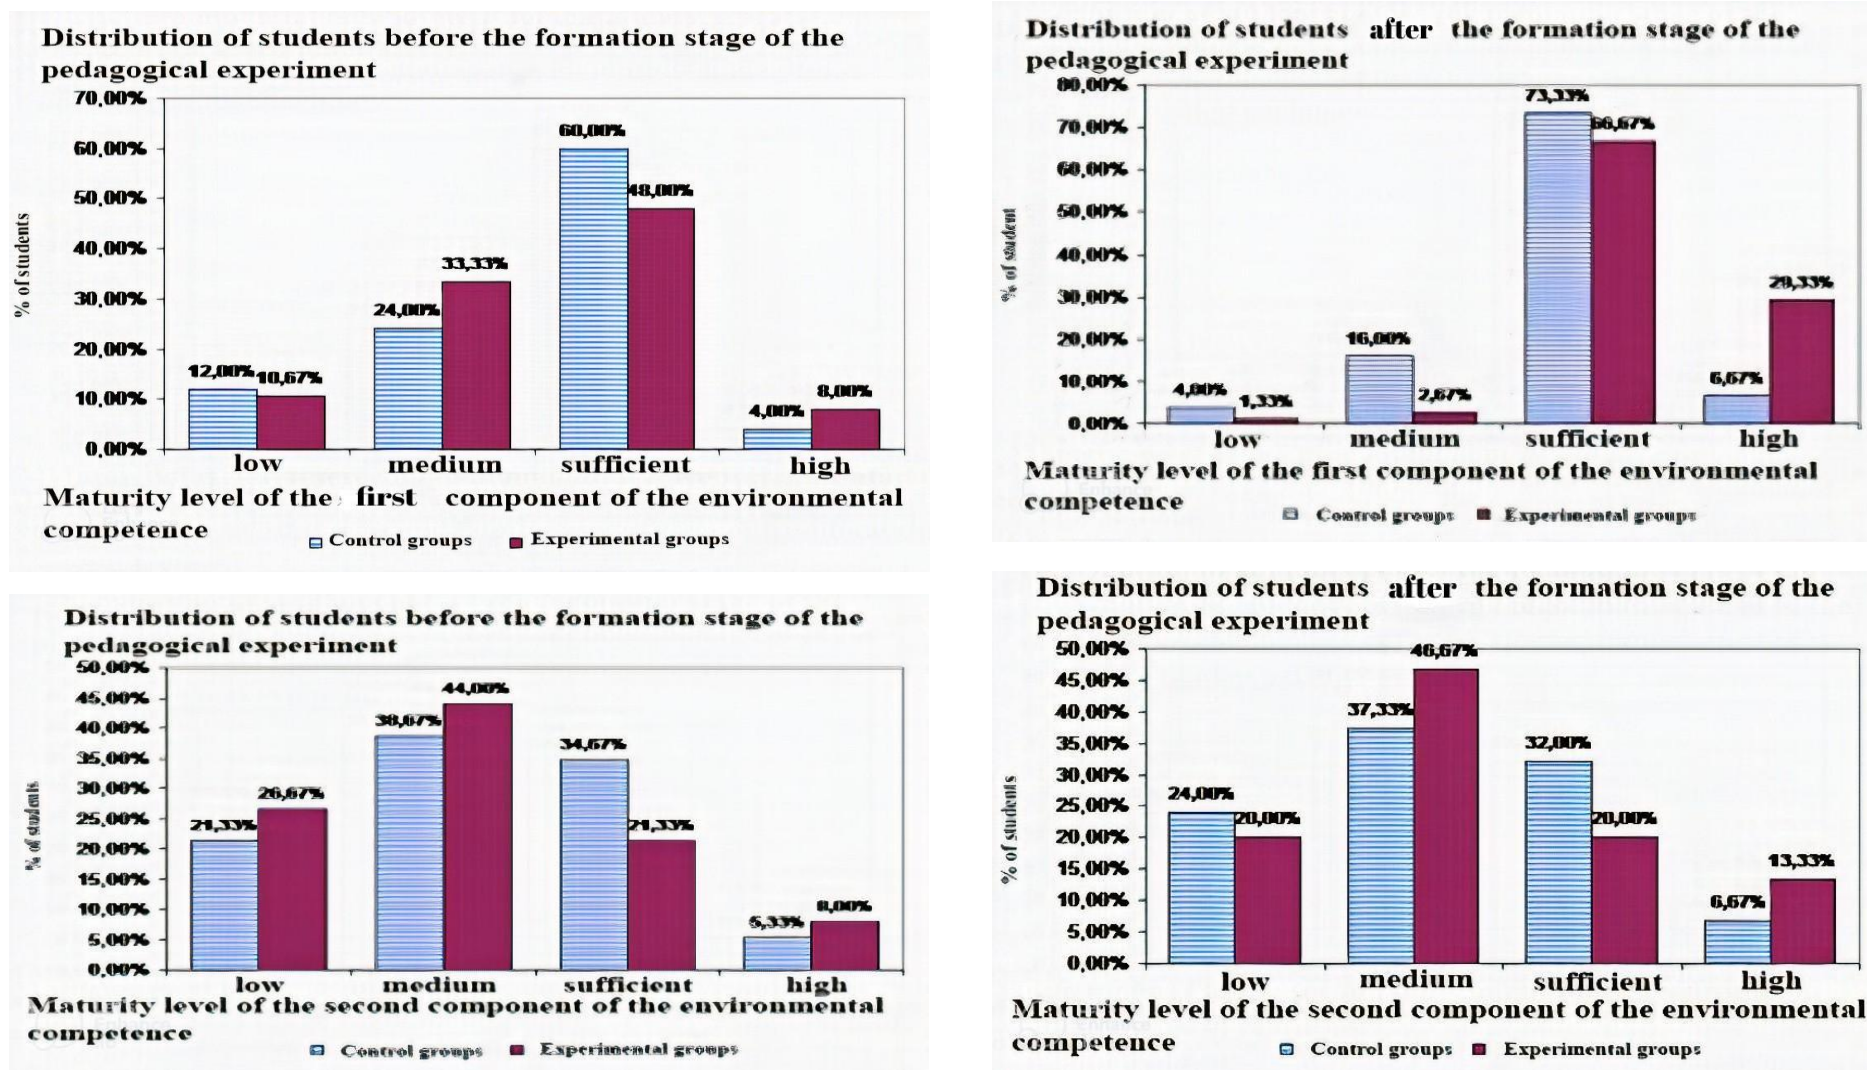 Distribution of students before the formation stage of the
pedagogical experiment
70,00%
60,00%
50,00%
40,00%
30,00%
20,00%
10,00%
0,00%
% of students
12,00%
10,67%
24,00%
33,33%
60,00%
48,00%
4,00%
8,00%
low
medium
sufficient
high
Maturity level of the first component of the environmental
competence
Control groups
Experimental groups
Distribution of students after the formation stage of the
pedagogical experiment
80,00%
70,00%
60,00%
50,00%
40,00%
30,00%
20,00%
10,00%
0,00%
% of student
4,00%
1,33%
16,00%
2,67%
73,33%
66,67%
6,67%
29,33%
low
medium
sufficient
high
Maturity level of the first component of the environmental
competence
Control groups
Experimental groups
Distribution of students before the formation stage of the
pedagogical experiment
50,00%
45,00%
40,00%
35,00%
30,00%
25,00%
20,00%
15,00%
10,00%
5,00%
0,00%
% of students
21,33%
26,67%
38,67%
44,00%
34,67%
21,33%
5,33%
8,00%
low
medium
sufficient
high
Maturity level of the second component of the environmental
competence
Control groups
Experimental groups
Distribution of students after the formation stage of the
pedagogical experiment
50,00%
45,00%
40,00%
35,00%
30,00%
25,00%
20,00%
15,00%
10,00%
5,00%
0,00%
% of students
24,00%
20,00%
37,33%
46,67%
32,00%
20,00%
6,67%
13,33%
low
medium
sufficient
high
Maturity level of the second component of the environmental
competence
Control groups
Experimental groups